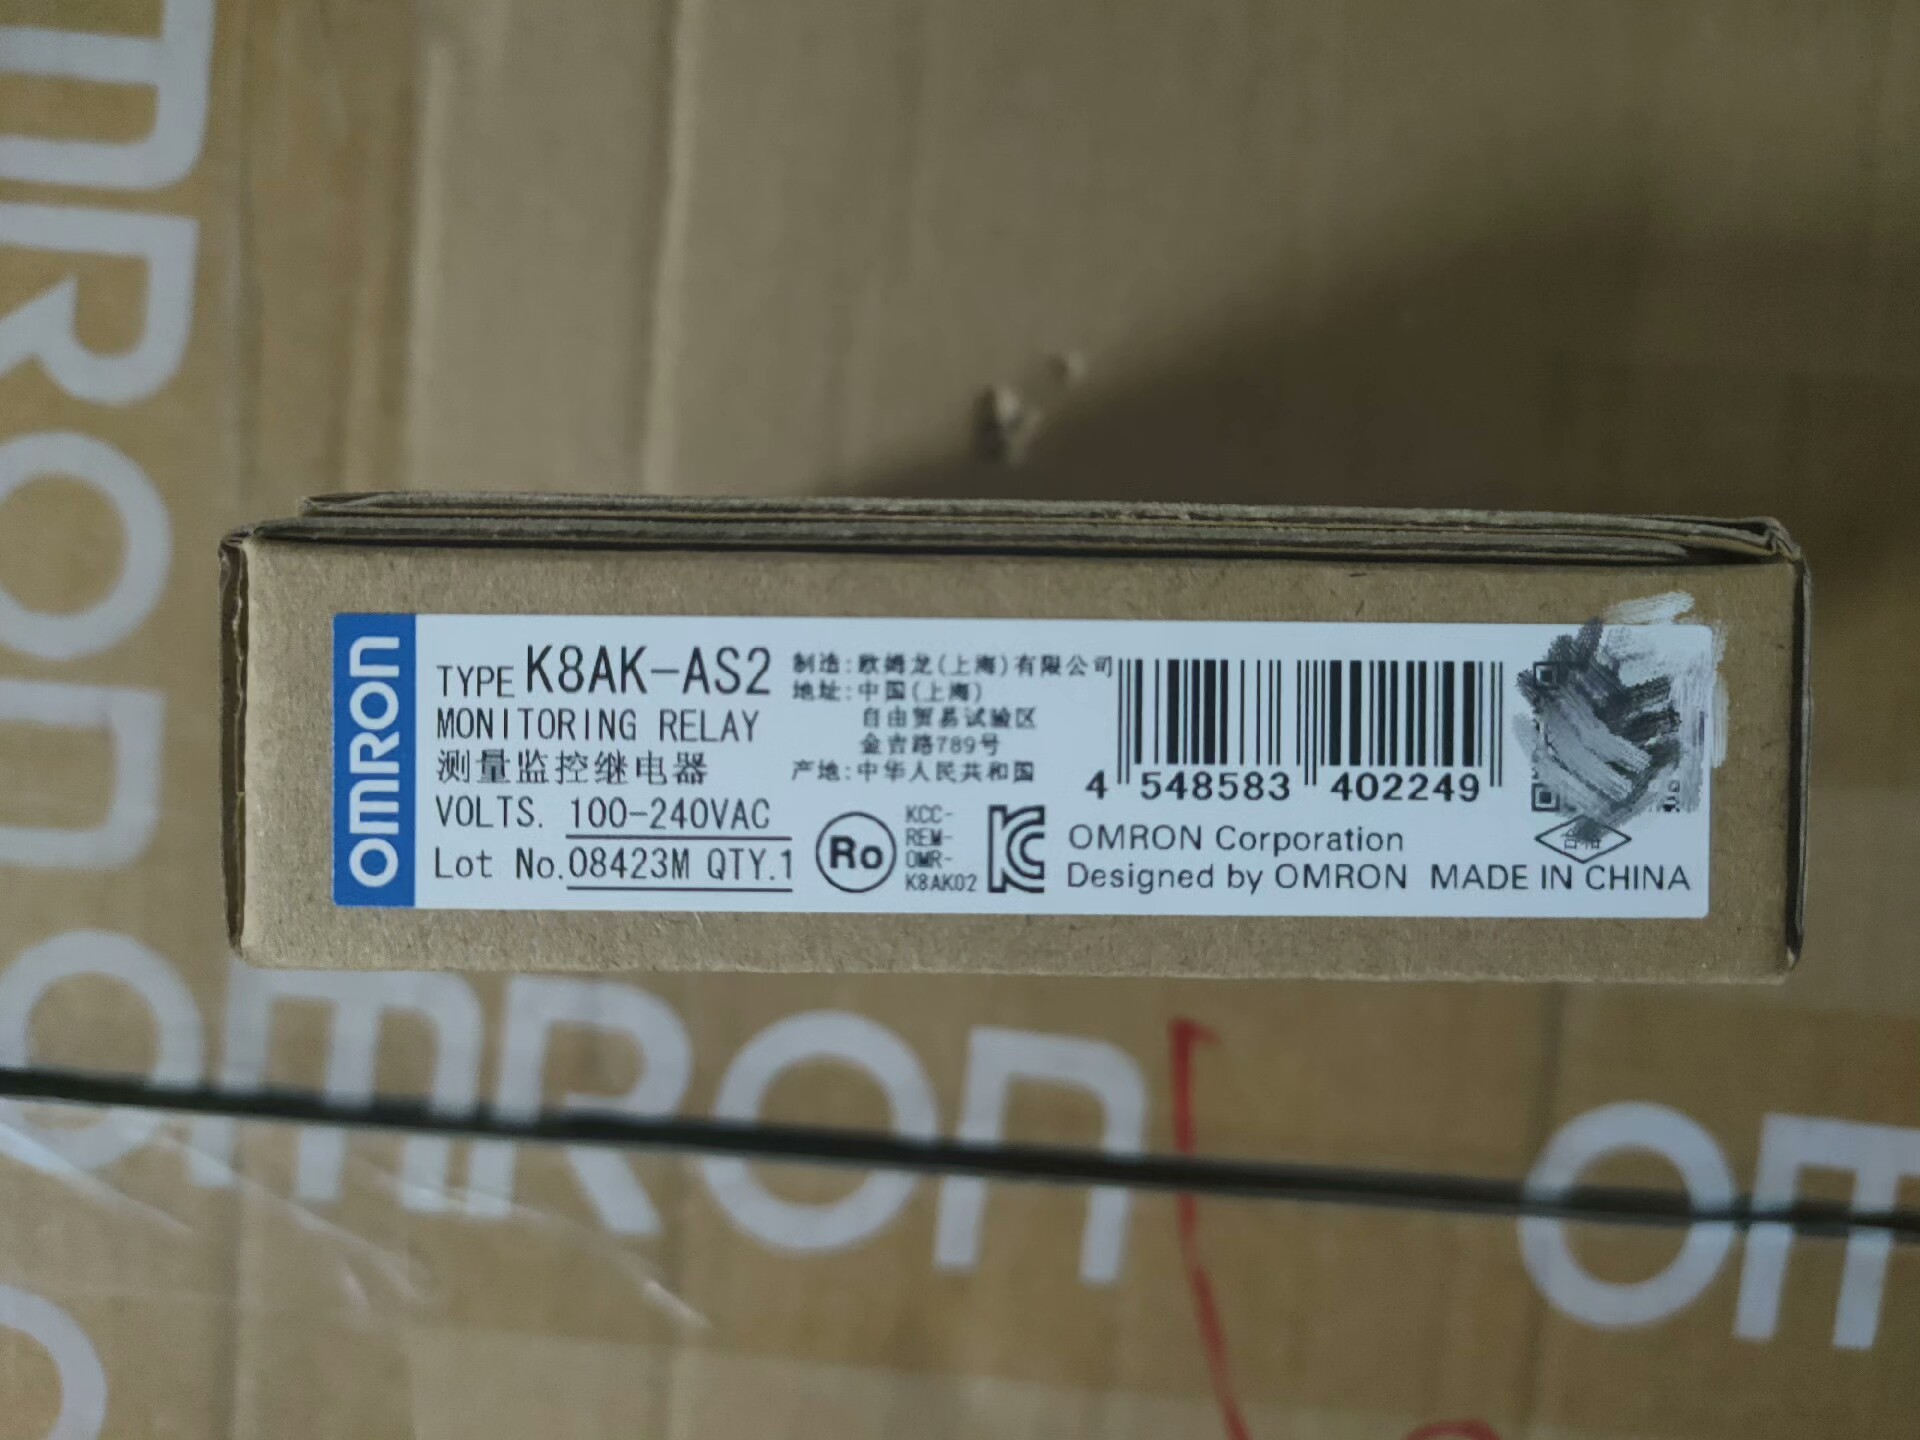 OMRON
TYPE K8AK-AS2
MONITORING RELAY
测量监控继电器
VOLTS. 100-240VAC
Lot No.08423M QTY.1
制造:欧姆龙(上海)有限公司
地址:中国(上海)
自由贸易试验区
金吉路789号
产地:中华人民共和国
Ro
KCC-
REM-
OMR-
K8AK02
4 548583 402249
合格
OMRON Corporation
Designed by OMRON MADE IN CHINA
OMRON
OMRON